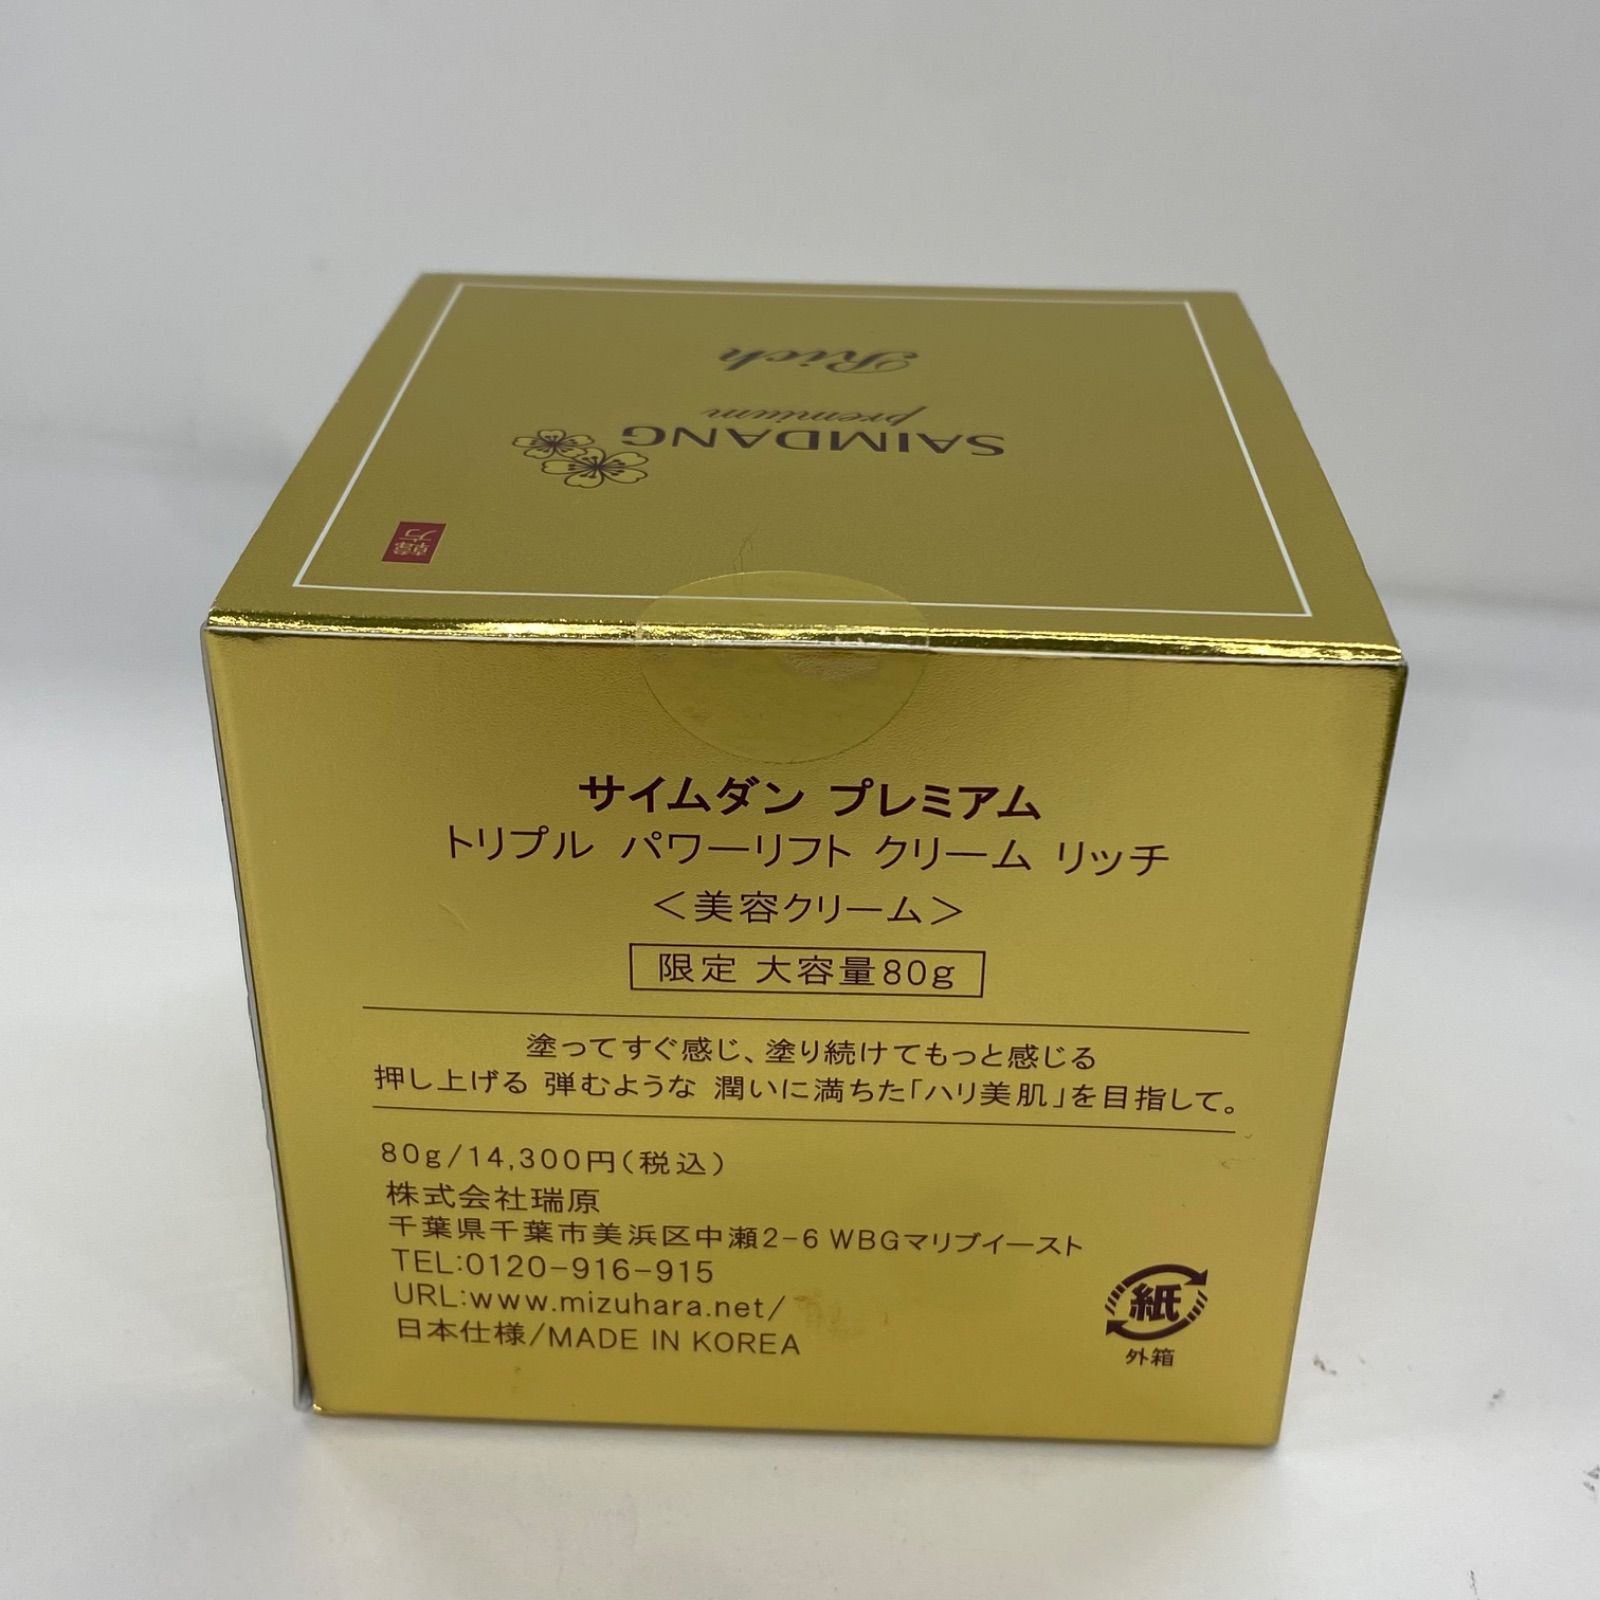 Rich
premium
SAIMDANG
韓方
サイムダン プレミアム
トリプル パワーリフト クリーム リッチ
＜美容クリーム＞
限定 大容量80g
塗ってすぐ感じ、塗り続けてもっと感じる
押し上げる 弾むような 潤いに満ちた「ハリ美肌」を目指して。
80g/14,300円(税込)
株式会社瑞原
千葉県千葉市美浜区中瀬2-6 WBGマリブイースト
TEL:0120-916-915
URL:www.mizuhara.net/
日本仕様/MADE IN KOREA
紙
外箱